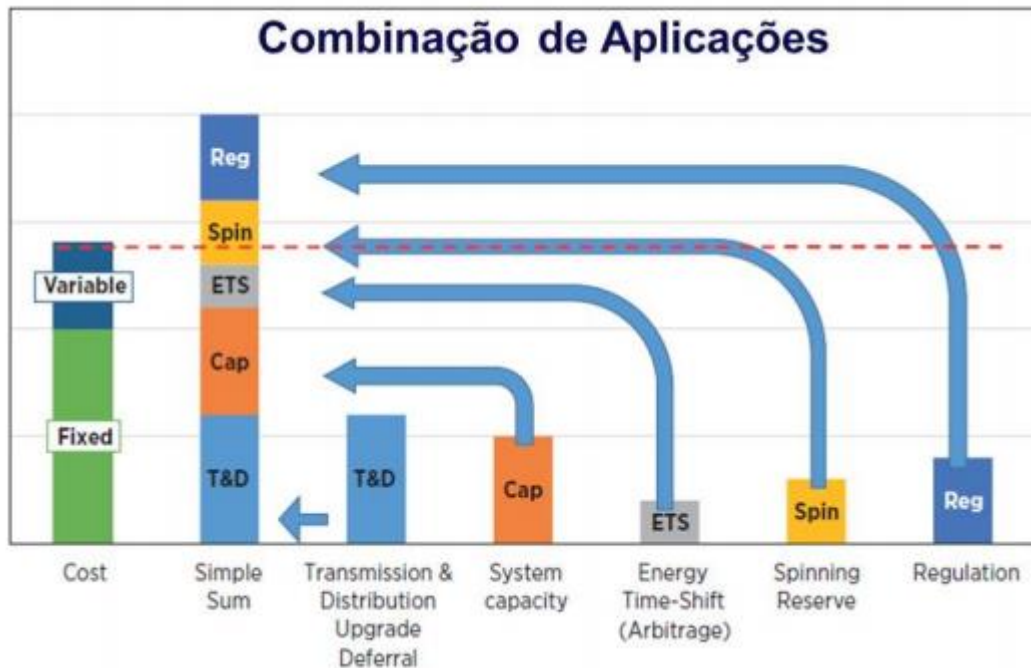 Combinação de Aplicações
Reg
Spin
ETS
Cap
T&D
Variable
Fixed
T&D
Cap
ETS
Spin
Reg
Cost
Simple
Sum
Transmission &
Distribution
Upgrade
Deferral
System
capacity
Energy
Time-Shift
(Arbitrage)
Spinning
Reserve
Regulation